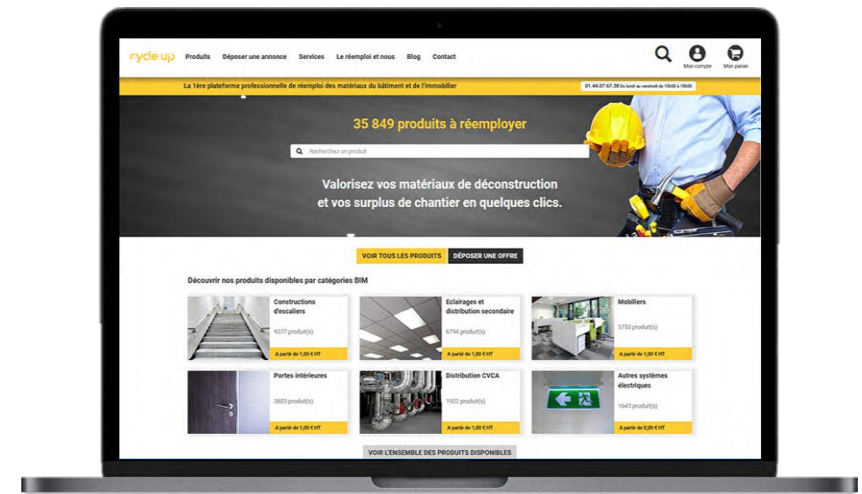 cycle up
Produits Déposer une annonce Services Le réemploi et nous Blog Contact
Mon compte Mon panier
La 1ère plateforme professionnelle de réemploi des matériaux du bâtiment et de l'immobilier
01.44.07.67.38 Du lundi au vendredi de 10h00 à 19h00
35 849 produits à réemployer
Recherchez un produit
Valorisez vos matériaux de déconstruction
et vos surplus de chantier en quelques clics.
VOIR TOUS LES PRODUITS DÉPOSER UNE OFFRE
Découvrir nos produits disponibles par catégories BIM
Constructions
d'escaliers
9277 produit(s)
A partir de 1,00 € HT
Eclairages et
distribution secondaire
6794 produit(s)
A partir de 1,00 € HT
Mobiliers
5753 produit(s)
A partir de 1,00 € HT
Portes intérieures
3803 produit(s)
A partir de 1,00 € HT
Distribution CVCA
1922 produit(s)
A partir de 1,00 € HT
Autres systèmes
électriques
1643 produit(s)
A partir de 0,00 € HT
VOIR L'ENSEMBLE DES PRODUITS DISPONIBLES